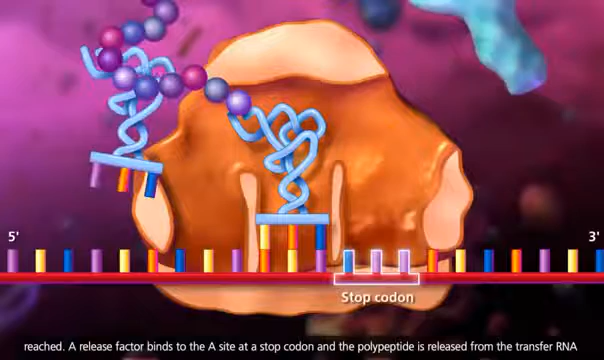 5'
3'
Stop codon
reached. A release factor binds to the A site at a stop codon and the polypeptide is released from the transfer RNA